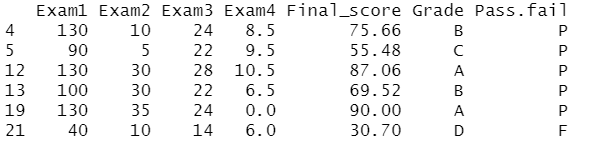 Exam1 Exam2 Exam3 Exam4 Final_score Grade Pass.fail
4 130 10 24 8.5 75.66 B P
5 90 5 22 9.5 55.48 C P
12 130 30 28 10.5 87.06 A P
13 100 30 22 6.5 69.52 B P
19 130 35 24 0.0 90.00 A P
21 40 10 14 6.0 30.70 D F